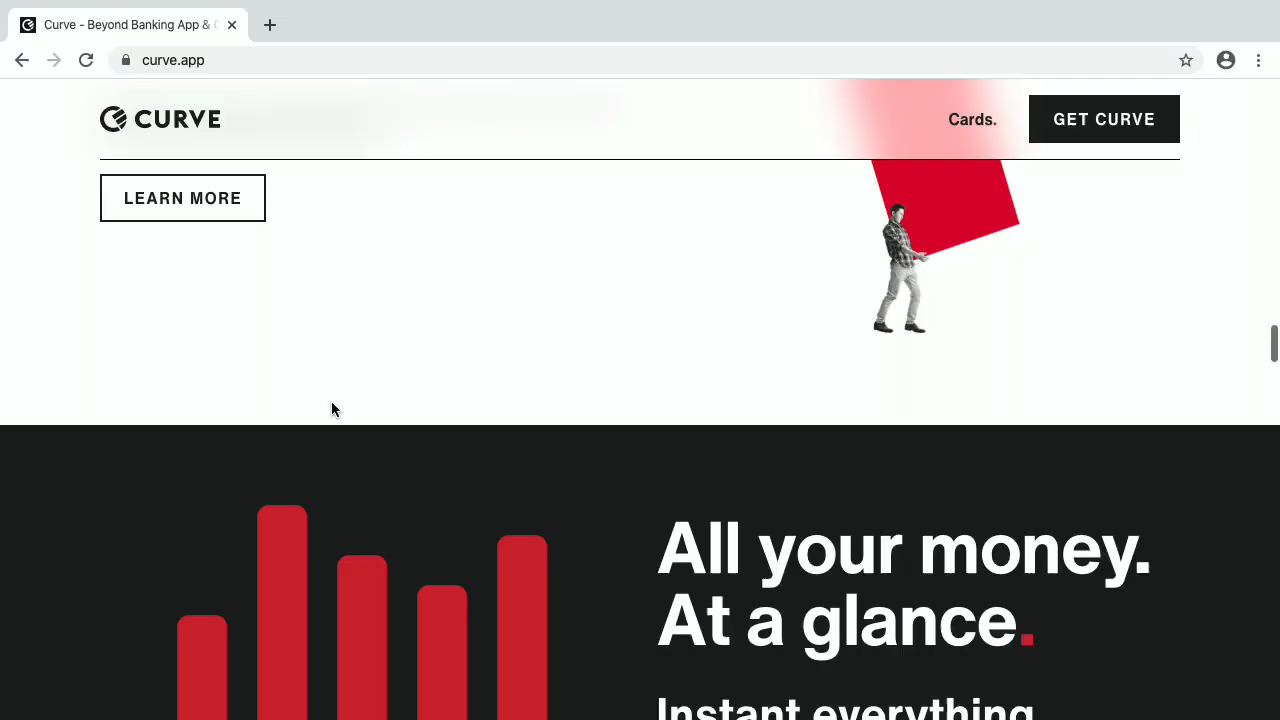 Curve - Beyond Banking App &
curve.app
CURVE
Cards.
GET CURVE
LEARN MORE
All your money.
At a glance.
Instant everything